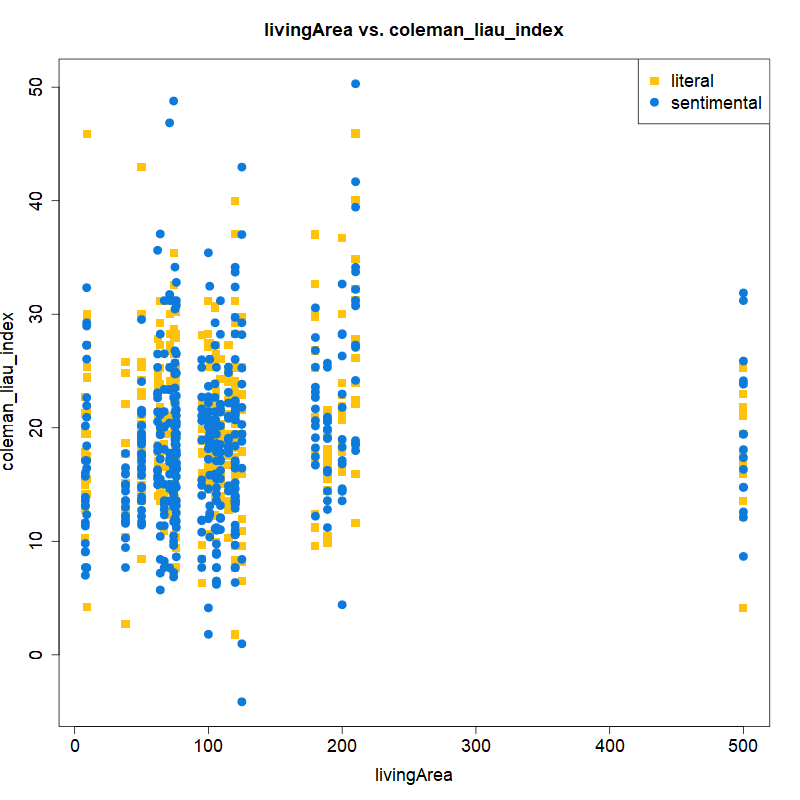 livingArea vs. coleman_liau_index
literal
sentimental
50
40
30
20
10
0
coleman_liau_index
0 100 200 300 400 500
livingArea